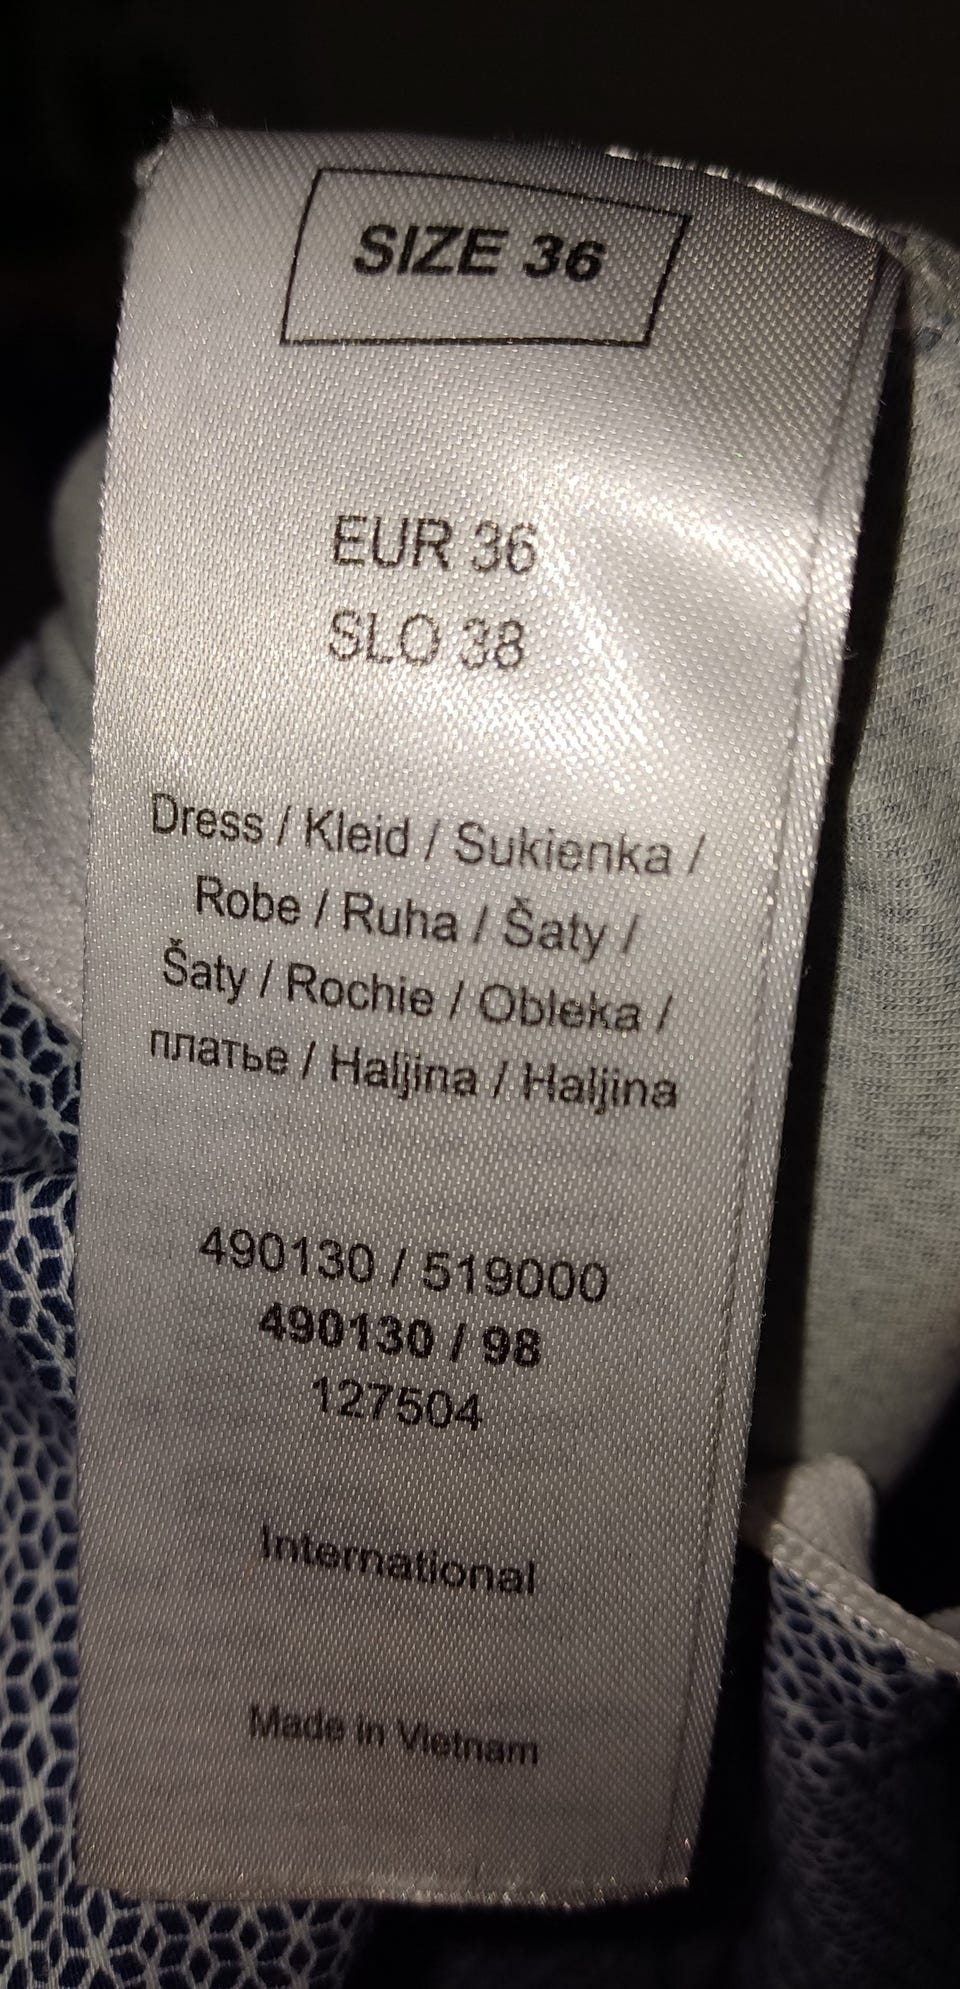 SIZE 36
EUR 36
SLO 38
Dress / Kleid / Sukienka /
Robe / Ruha / Šaty /
Šaty / Rochie / Obleka /
платье / Haljina / Haljina
490130 / 519000
490130 / 98
127504
International
Made in Vietnam